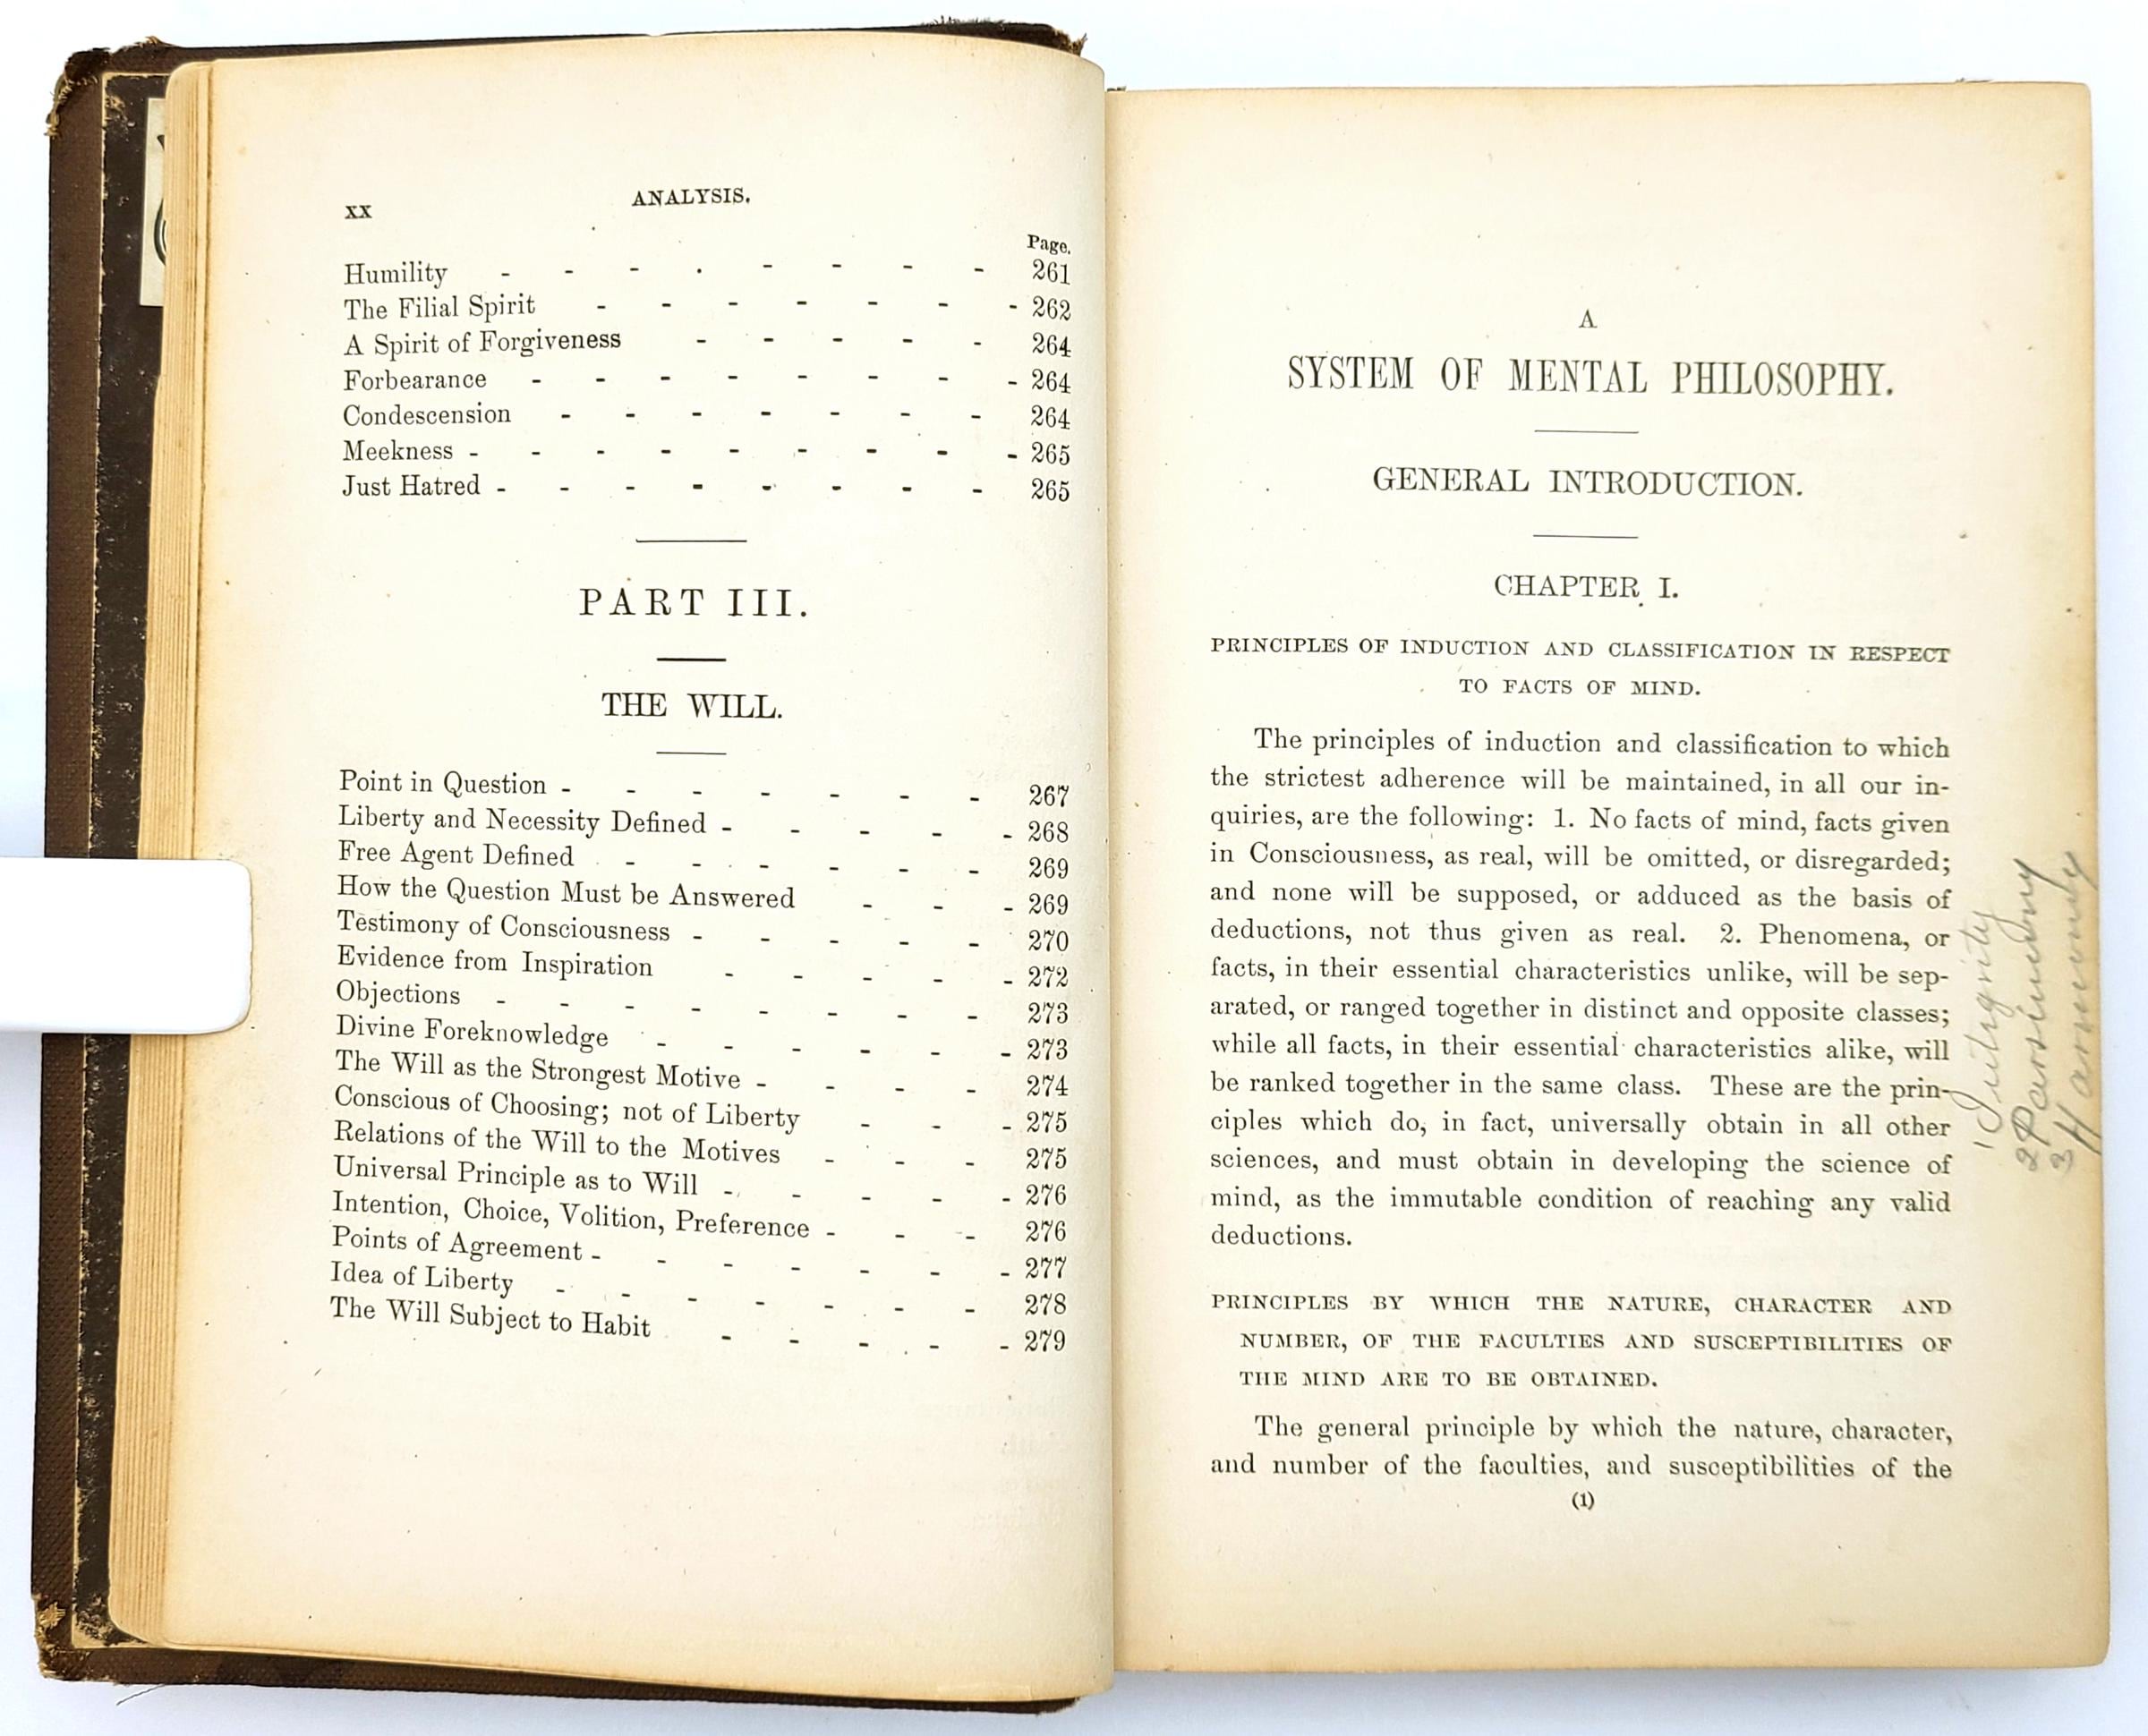 xx ANALYSIS.
Page.
Humility - - - - - - - - 261
The Filial Spirit - - - - - - - 262
A Spirit of Forgiveness - - - - - 264
Forbearance - - - - - - - - 264
Condescension - - - - - - - 264
Meekness - - - - - - - - - 265
Just Hatred - - - - - - - - 265
PART III.
THE WILL.
Point in Question - - - - - - - 267
Liberty and Necessity Defined - - - - - 268
Free Agent Defined - - - - - - 269
How the Question Must be Answered - - - 269
Testimony of Consciousness - - - - - 270
Evidence from Inspiration - - - - - 272
Objections - - - - - - - - 273
Divine Foreknowledge - - - - - - 273
The Will as the Strongest Motive - - - - 274
Conscious of Choosing; not of Liberty - - - 275
Relations of the Will to the Motives - - - 275
Universal Principle as to Will - - - - - 276
Intention, Choice, Volition, Preference - - - 276
Points of Agreement - - - - - - - 277
Idea of Liberty - - - - - - - 278
The Will Subject to Habit - - - - - 279
A
SYSTEM OF MENTAL PHILOSOPHY.
GENERAL INTRODUCTION.
CHAPTER I.
PRINCIPLES OF INDUCTION AND CLASSIFICATION IN RESPECT
TO FACTS OF MIND.
The principles of induction and classification to which
the strictest adherence will be maintained, in all our in-
quiries, are the following: 1. No facts of mind, facts given
in Consciousness, as real, will be omitted, or disregarded;
and none will be supposed, or adduced as the basis of
deductions, not thus given as real. 2. Phenomena, or
facts, in their essential characteristics unlike, will be sep-
arated, or ranged together in distinct and opposite classes;
while all facts, in their essential characteristics alike, will
be ranked together in the same class. These are the prin-
ciples which do, in fact, universally obtain in all other
sciences, and must obtain in developing the science of
mind, as the immutable condition of reaching any valid
deductions.
PRINCIPLES BY WHICH THE NATURE, CHARACTER AND
NUMBER, OF THE FACULTIES AND SUSCEPTIBILITIES OF
THE MIND ARE TO BE OBTAINED.
The general principle by which the nature, character,
and number of the faculties, and susceptibilities of the
(1)
1 Integrity
2 Parsimony
3 Harmony